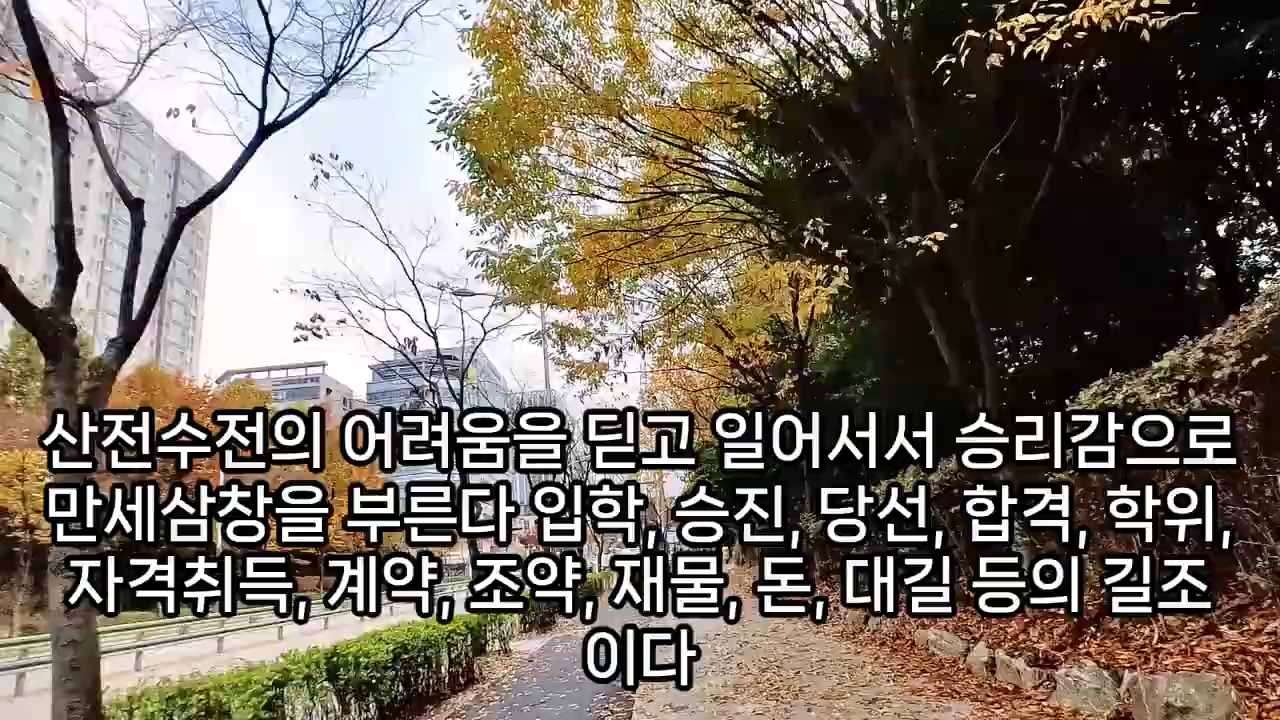 산전수전의 어려움을 딛고 일어서서 승리감으로
만세삼창을 부른다 입학, 승진, 당선, 합격, 학위,
자격취득, 계약, 조약, 재물, 돈, 대길 등의 길조
이다